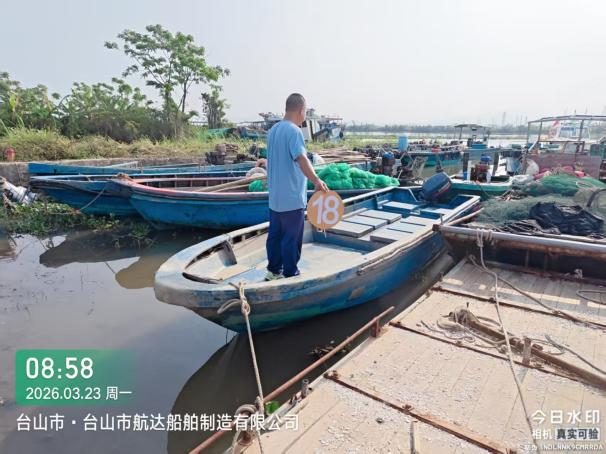 18
08:58
2026.03.23 周一
台山市·台山市航达船舶制造有限公司
今日水印
相机 真实可验